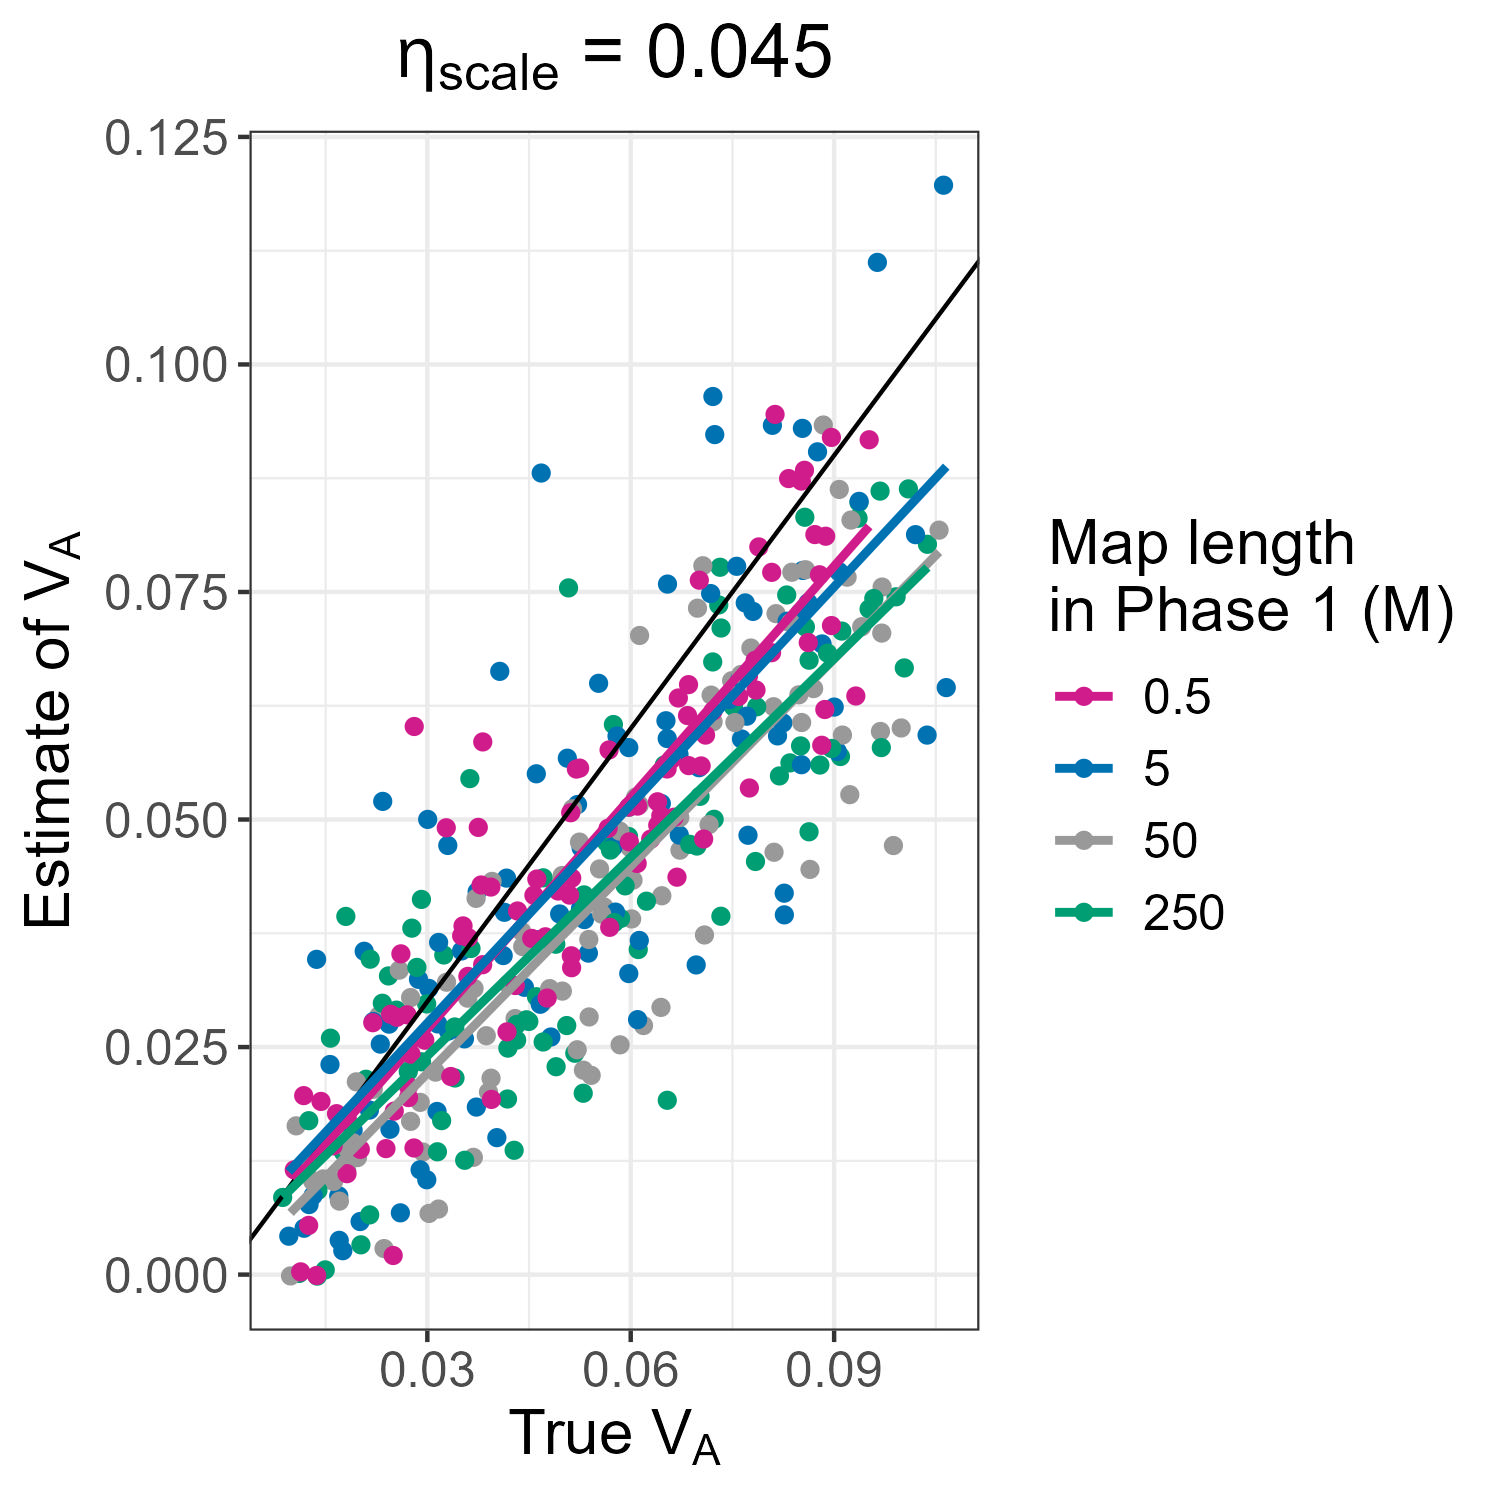 ηscale = 0.045
Estimate of VA
0.125
0.100
0.075
0.050
0.025
0.000
0.03 0.06 0.09
True VA
Map length
in Phase 1 (M)
0.5
5
50
250